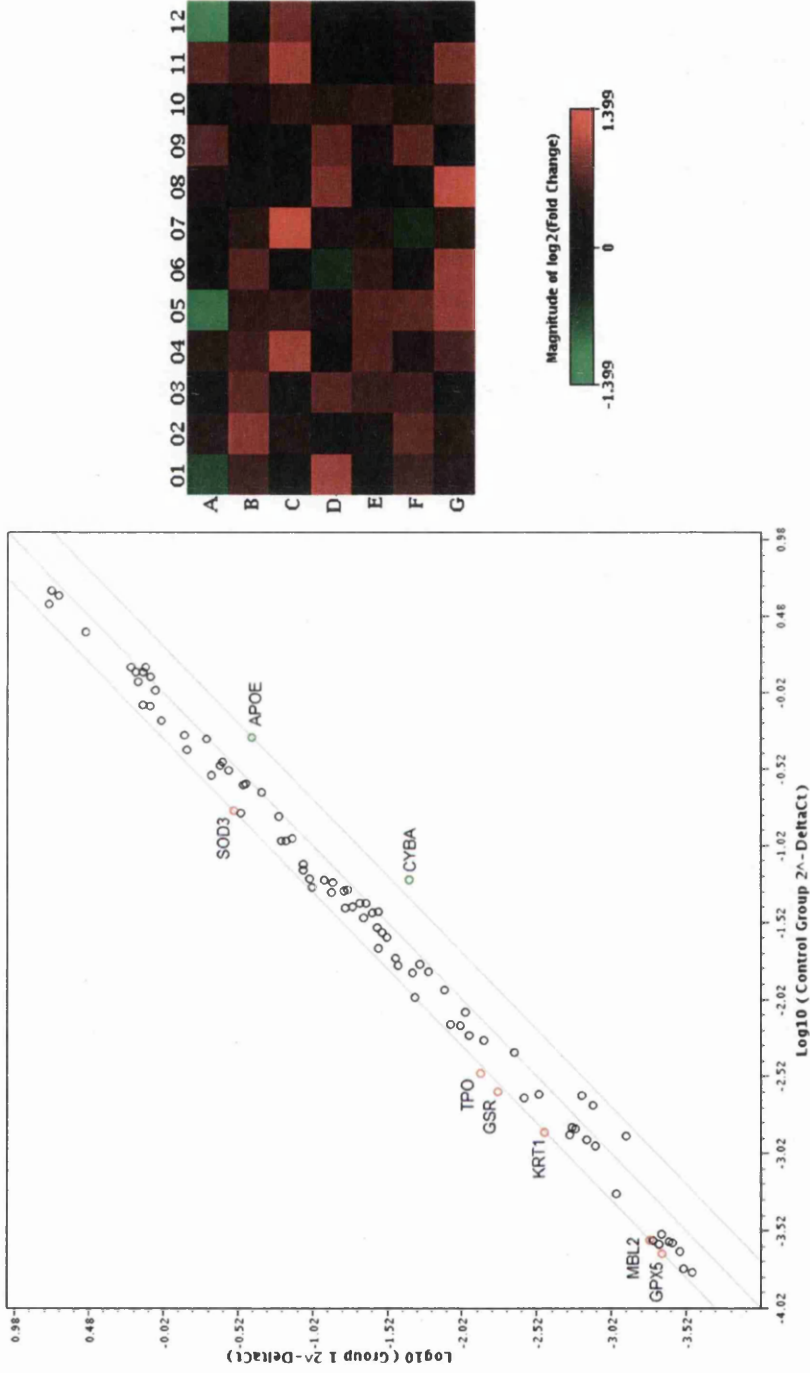 01 02 03 04 05 06 07 08 09 10 11 12
A
B
C
D
E
F
G
Magnitude of log2(Fold Change)
-1.399 0 1.399
Log10 (Group 1 2^-DeltaCt)
0.98
0.48
-0.02
-0.52
-1.02
-1.52
-2.02
-2.52
-3.02
-3.52
SOD3
APOE
CYBA
TPO
GSR
KRT1
MBL2
GPX5
-4.02 -3.52 -3.02 -2.52 -2.02 -1.52 -1.02 -0.52 -0.02 0.48 0.98
Log10 (Control Group 2^-DeltaCt)